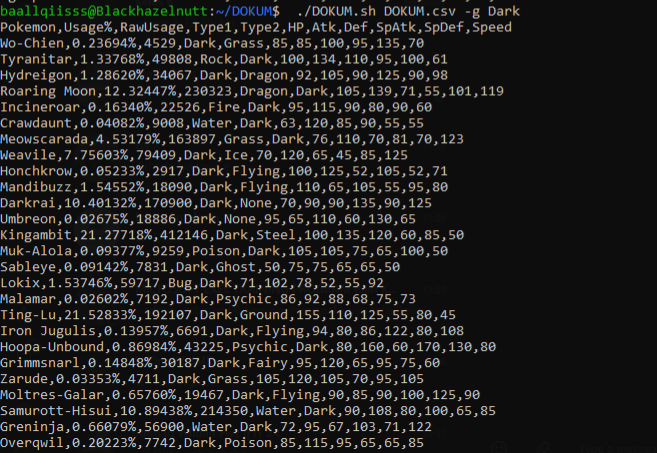 baallqiisss@Blackhazelnutt:~/DOKUM$ ./DOKUM.sh DOKUM.csv -g Dark
Pokemon,Usage%,RawUsage,Type1,Type2,HP,Atk,Def,SpAtk,SpDef,Speed
Wo-Chien,0.23694%,4529,Dark,Grass,85,85,100,95,135,70
Tyranitar,1.33768%,49808,Rock,Dark,100,134,110,95,100,61
Hydreigon,1.28620%,34067,Dark,Dragon,92,105,90,125,90,98
Roaring Moon,12.32447%,230323,Dragon,Dark,105,139,71,55,101,119
Incineroar,0.16340%,22526,Fire,Dark,95,115,90,80,90,60
Crawdaunt,0.04082%,9008,Water,Dark,63,120,85,90,55,55
Meowscarada,4.53179%,163897,Grass,Dark,76,110,70,81,70,123
Weavile,7.75603%,79409,Dark,Ice,70,120,65,45,85,125
Honchkrow,0.05233%,2917,Dark,Flying,100,125,52,105,52,71
Mandibuzz,1.54552%,18090,Dark,Flying,110,65,105,55,95,80
Darkrai,10.40132%,170900,Dark,None,70,90,90,135,90,125
Umbreon,0.02675%,18886,Dark,None,95,65,110,60,130,65
Kingambit,21.27718%,412146,Dark,Steel,100,135,120,60,85,50
Muk-Alola,0.09377%,9259,Poison,Dark,105,105,75,65,100,50
Sableye,0.09142%,7831,Dark,Ghost,50,75,75,65,65,50
Lokix,1.53746%,59717,Bug,Dark,71,102,78,52,55,92
Malamar,0.02602%,7192,Dark,Psychic,86,92,88,68,75,73
Ting-Lu,21.52833%,192107,Dark,Ground,155,110,125,55,80,45
Iron Jugulis,0.13957%,6691,Dark,Flying,94,80,86,122,80,108
Hoopa-Unbound,0.86984%,43225,Psychic,Dark,80,160,60,170,130,80
Grimmsnarl,0.14848%,30187,Dark,Fairy,95,120,65,95,75,60
Zarude,0.03353%,4711,Dark,Grass,105,120,105,70,95,105
Moltres-Galar,0.65760%,19467,Dark,Flying,90,85,90,100,125,90
Samurott-Hisui,10.89438%,214350,Water,Dark,90,108,80,100,65,85
Greninja,0.66079%,56900,Water,Dark,72,95,67,103,71,122
Overqwil,0.20223%,7742,Dark,Poison,85,115,95,65,65,85